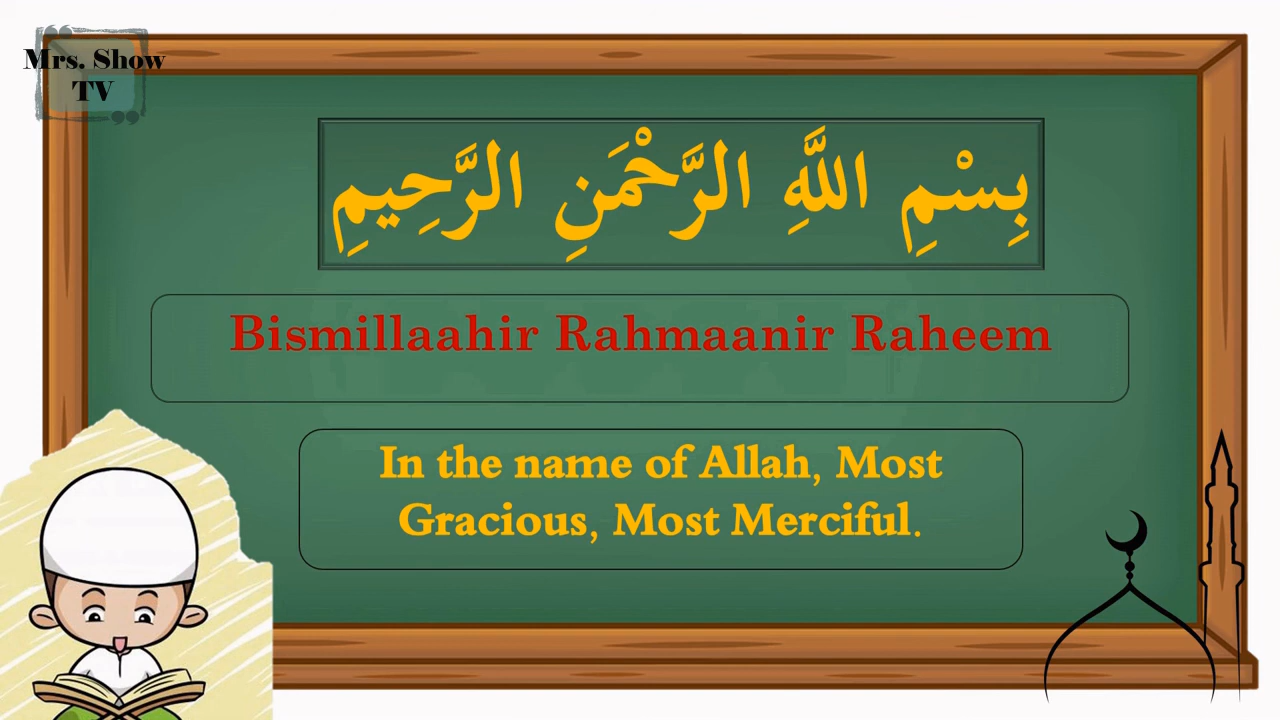 Mrs. Show
TV
بِسْمِ اللَّهِ الرَّحْمَنِ الرَّحِيمِ
Bismillaahir Rahmaanir Raheem
In the name of Allah, Most
Gracious, Most Merciful.